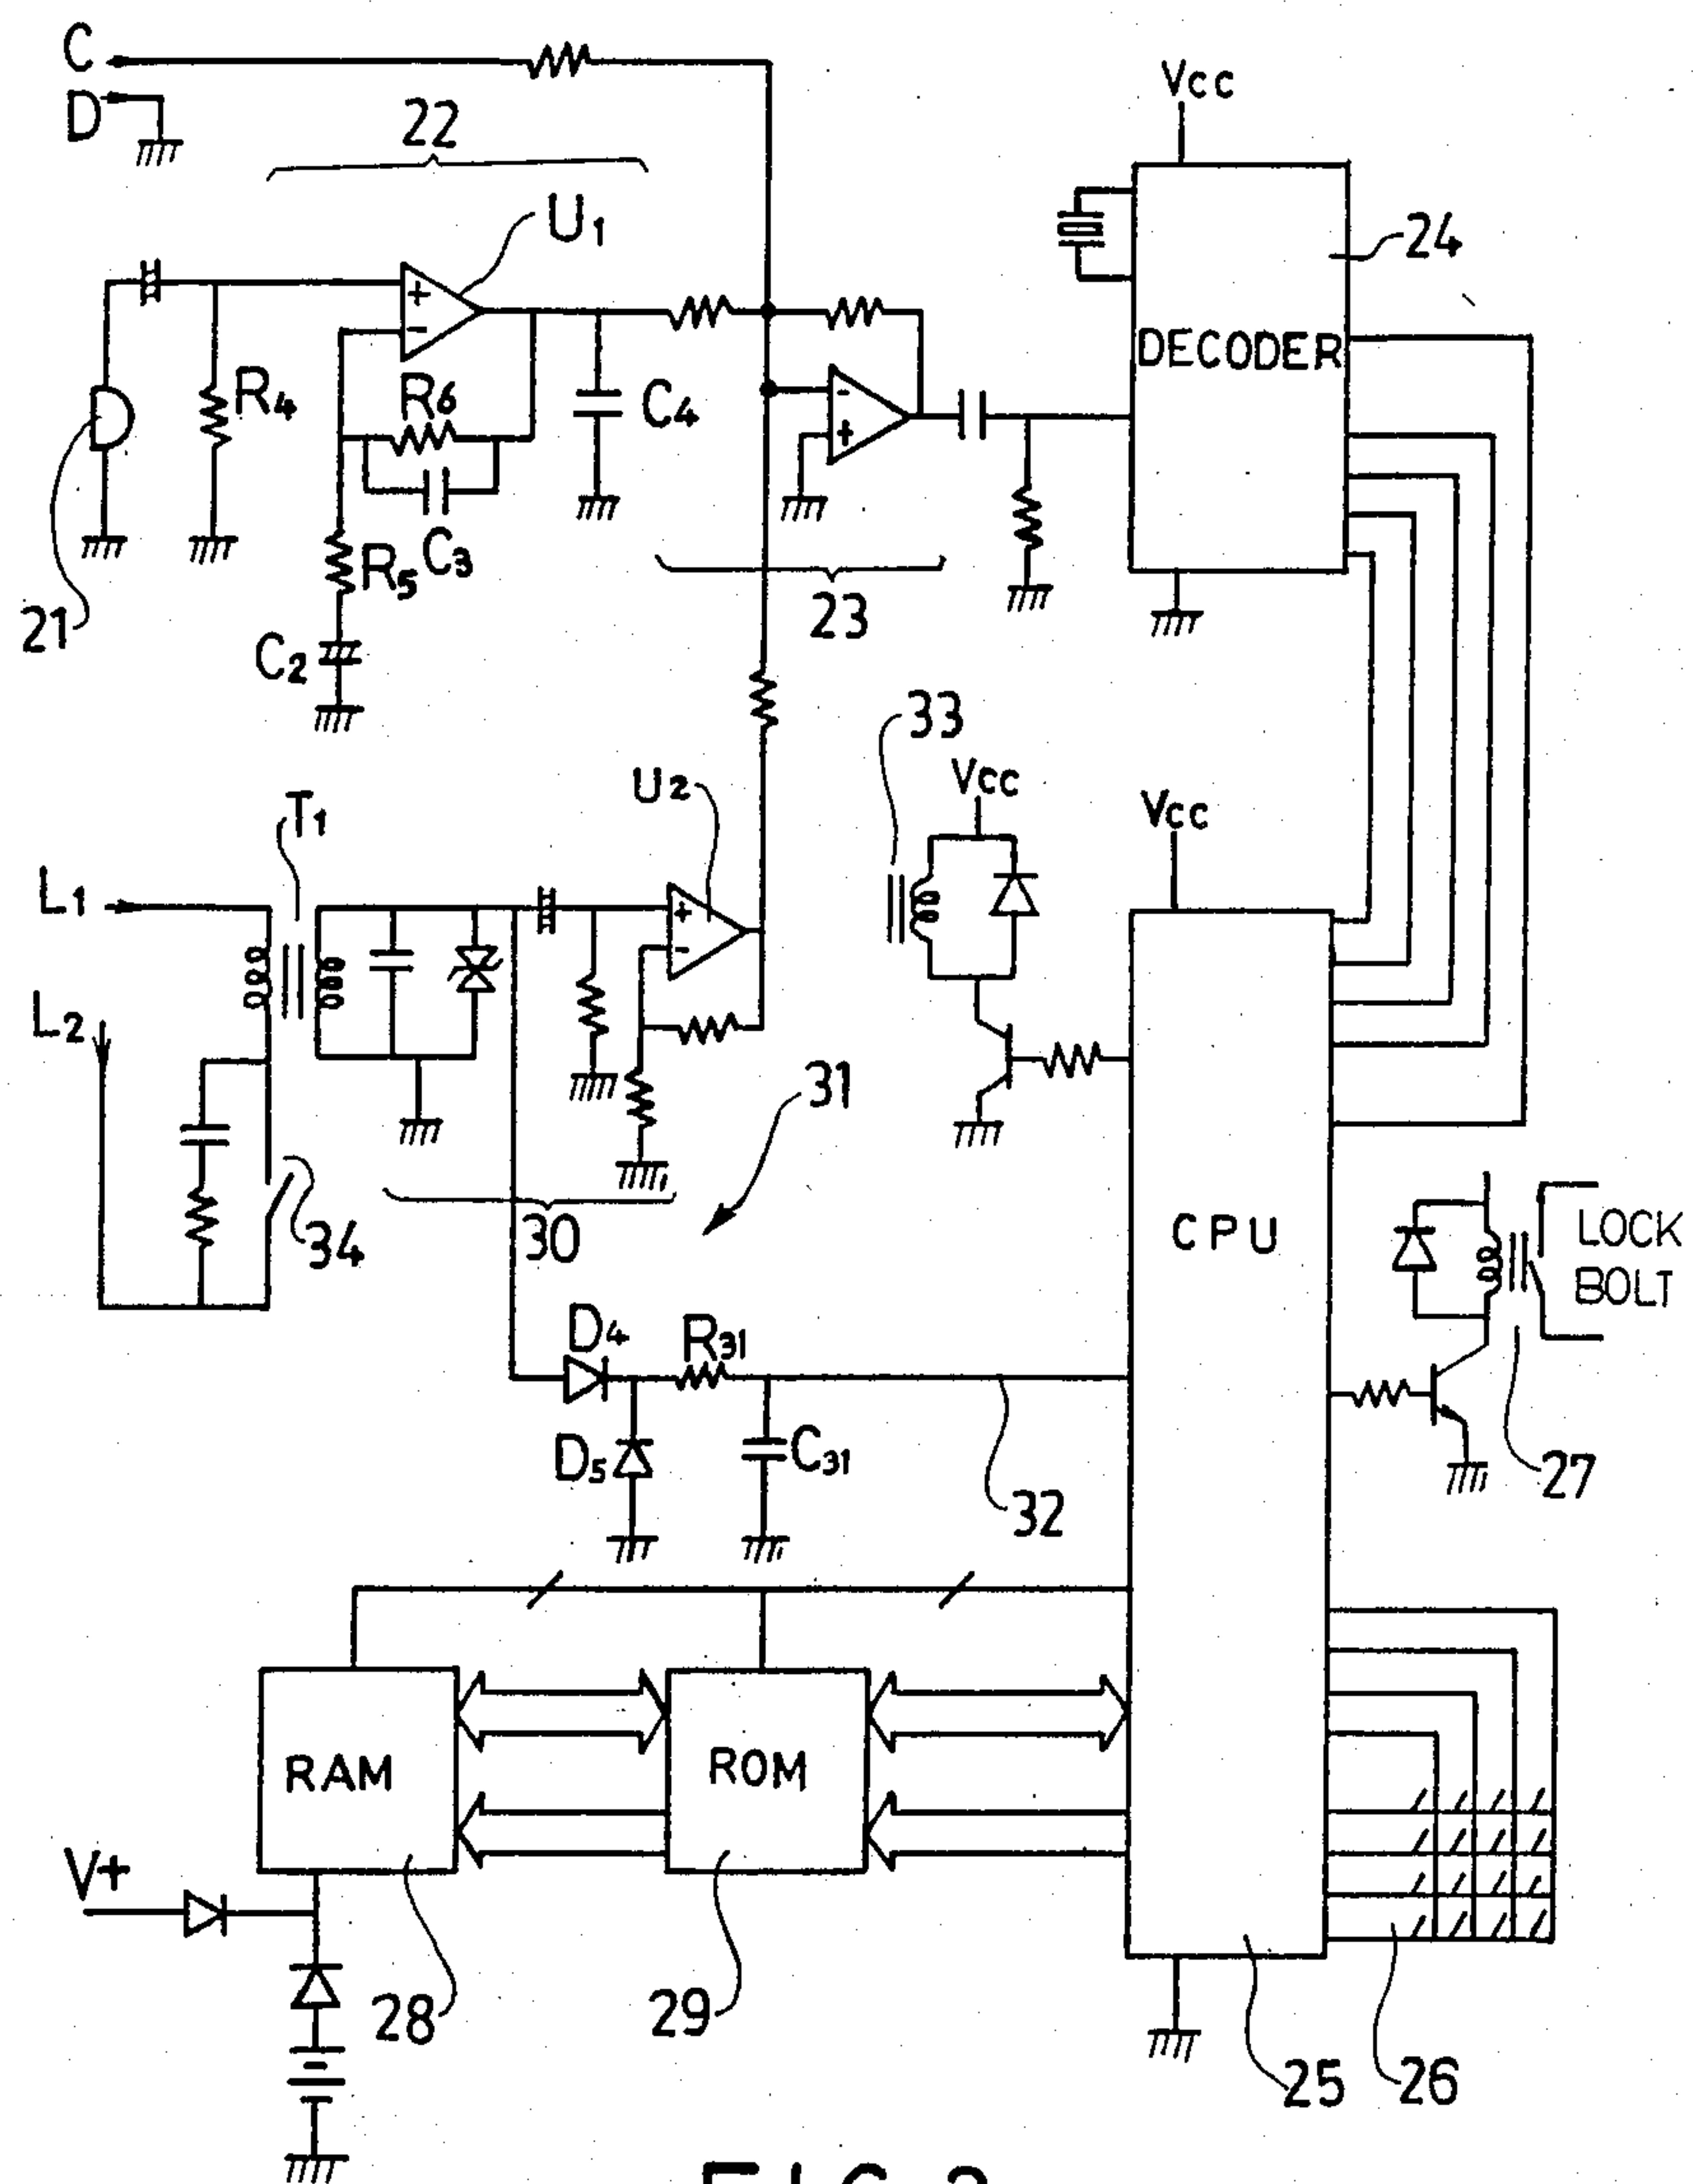 C
D
22
Vcc
U1
24
DECODER
R4
R6
C4
C3
R5
21
C2
23
33
U2
Vcc
Vcc
T1
L1
L2
31
34
30
CPU
LOCK
BOLT
D4
R31
D5
C31
32
27
RAM
ROM
V+
28
29
25
26